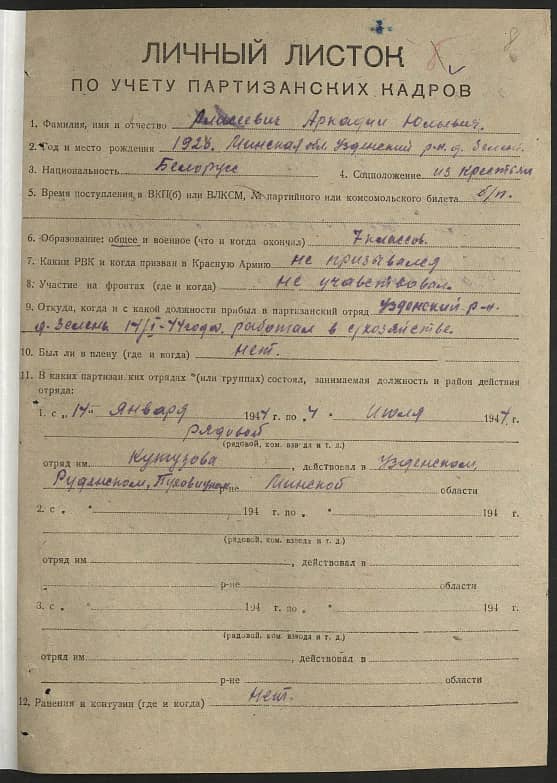 8
ЛИЧНЫЙ ЛИСТОК
ПО УЧЕТУ ПАРТИЗАНСКИХ КАДРОВ
1. Фамилия, имя и отчество Аркадий
2. Год и место рождения 1928. Минская обл. Узденский р-н. д. Зелень
3. Национальность Белорус 4. Соцположение из крестьян
5. Время поступления в ВКП(б) или ВЛКСМ, № партийного или комсомольского билета б/п.
6. Образование: общее и военное (что и когда окончил) 7 классов.
7. Каким РВК и когда призван в Красную Армию не призывался
8. Участие на фронтах (где и когда) не участвовал.
9. Откуда, когда и с какой должности прибыл в партизанский отряд Узденский р-н.
д. Зелень 14/I-44 года. работал в с/хозяйстве.
10. Был ли в плену (где и когда) нет.
11. В каких партизан ких отрядах (или группах) состоял, занимаемая должность и район действия
отряда:
1. с „14" января 1944 г. по „ 4 " Июля 1944 г.
рядовой
(рядовой, ком. взвода и т. д.)
отряд им. Кутузова, действовал в Узденском,
Руденском, р-не Минской области
2. с „ " 194 г. по „ " 194 г.
(рядовой, ком. взвода и т. д.)
отряд им , действовал в
р-не области
3. с „ " 194 г. по „ " 194 г.
(рядовой, ком. взвода и т. д.)
отряд им , действовал в
р-не области
12. Ранения и контузии (где и когда) Нет.